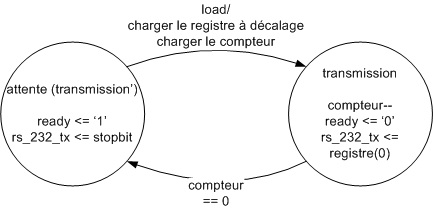 load/
charger le registre à décalage
charger le compteur
attente (transmission')
ready <= ‘1’
rs_232_tx <= stopbit
transmission
compteur--
ready <= ‘0’
rs_232_tx <=
registre(0)
compteur
== 0